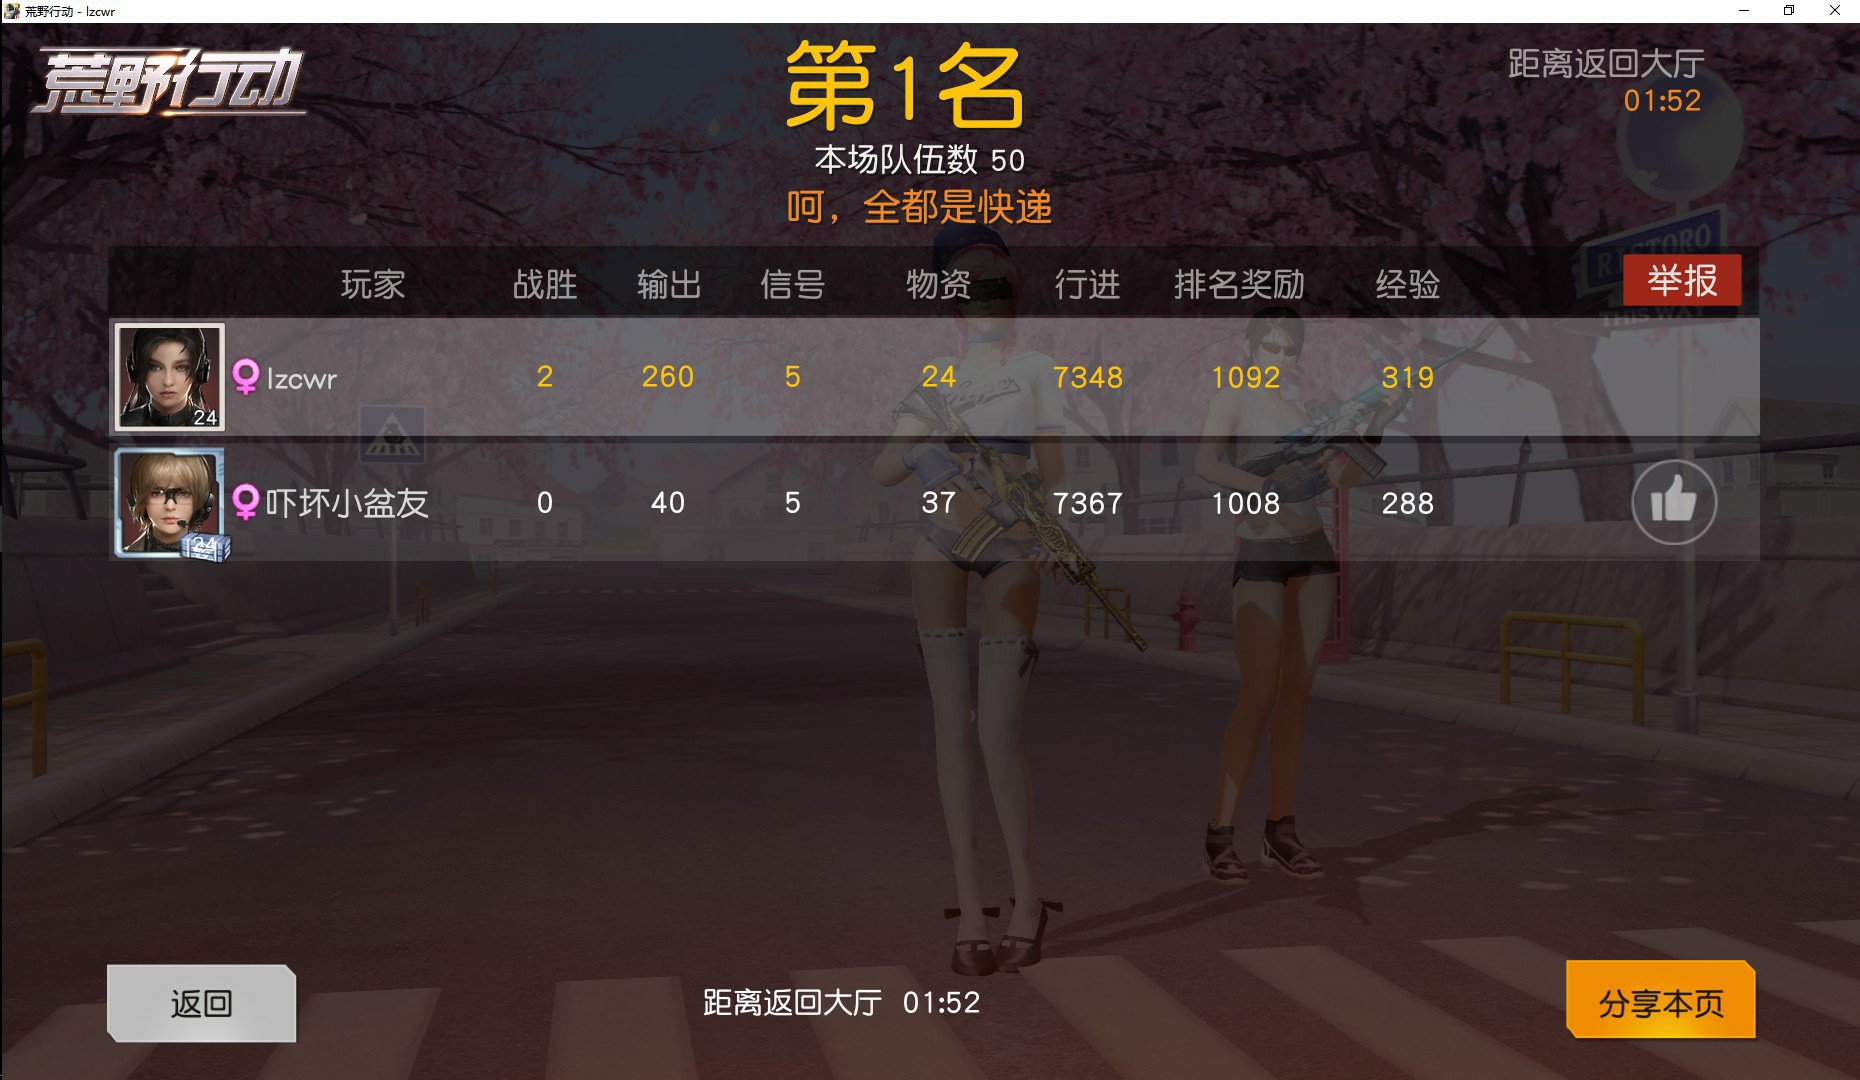 荒野行动 - lzcwr
荒野行动
第1名
距离返回大厅
01:52
本场队伍数 50
呵，全都是快递
玩家 战胜 输出 信号 物资 行进 排名奖励 经验 举报
RISTORO
THIS WAY
24 lzcwr 2 260 5 24 7348 1092 319
24 吓坏小盆友 0 40 5 37 7367 1008 288
返回
距离返回大厅 01:52
分享本页